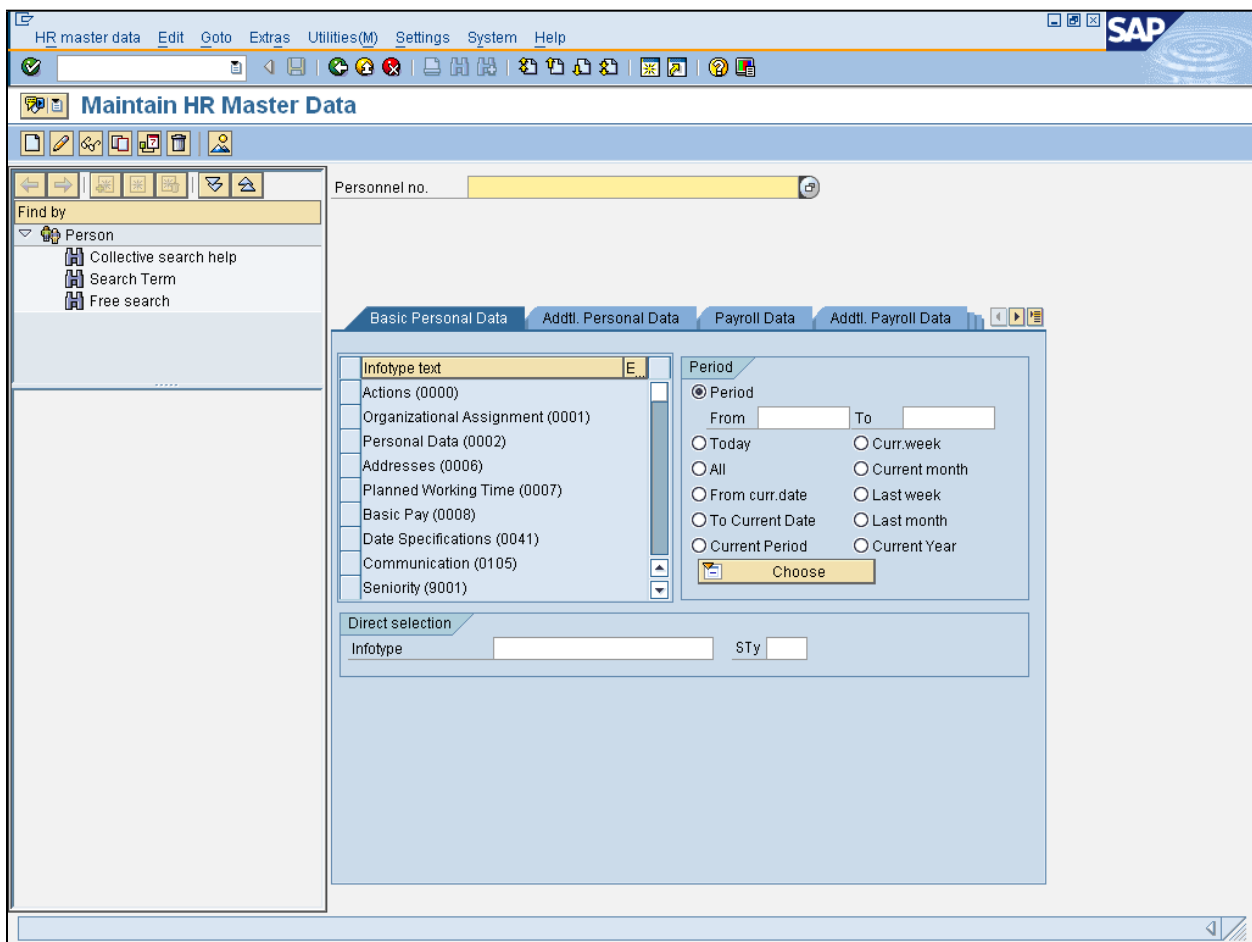 HR master data Edit Goto Extras Utilities(M) Settings System Help
SAP
Maintain HR Master Data
Personnel no.
Find by
Person
Collective search help
Search Term
Free search
Basic Personal Data Addtl. Personal Data Payroll Data Addtl. Payroll Data
Infotype text E...
Actions (0000)
Organizational Assignment (0001)
Personal Data (0002)
Addresses (0006)
Planned Working Time (0007)
Basic Pay (0008)
Date Specifications (0041)
Communication (0105)
Seniority (9001)
Period
Period
From To
Today Curr.week
All Current month
From curr.date Last week
To Current Date Last month
Current Period Current Year
Choose
Direct selection
Infotype STy